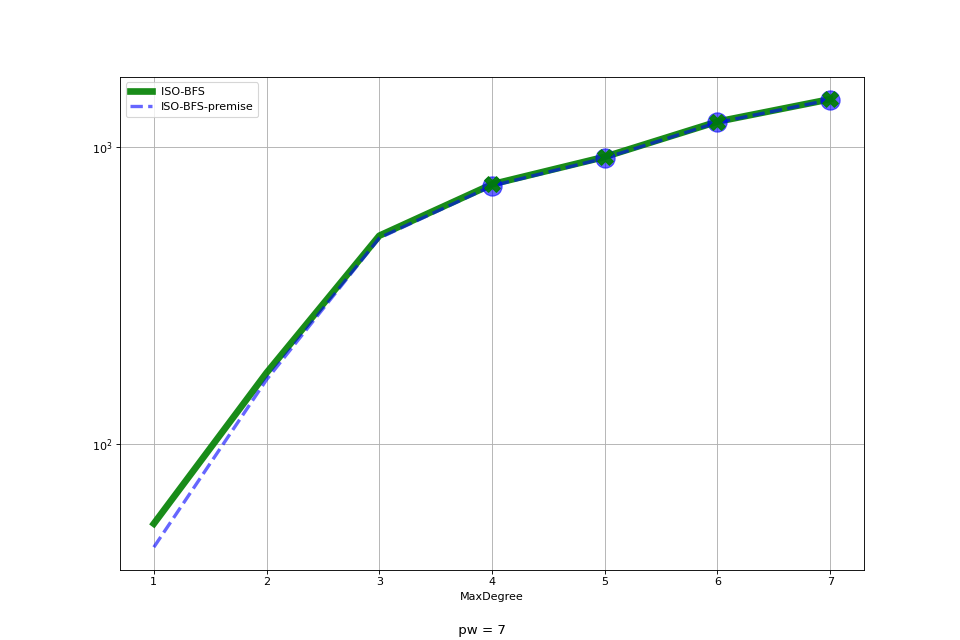 ISO-BFS
ISO-BFS-premise
10³
10²
1 2 3 4 5 6 7
MaxDegree
pw = 7